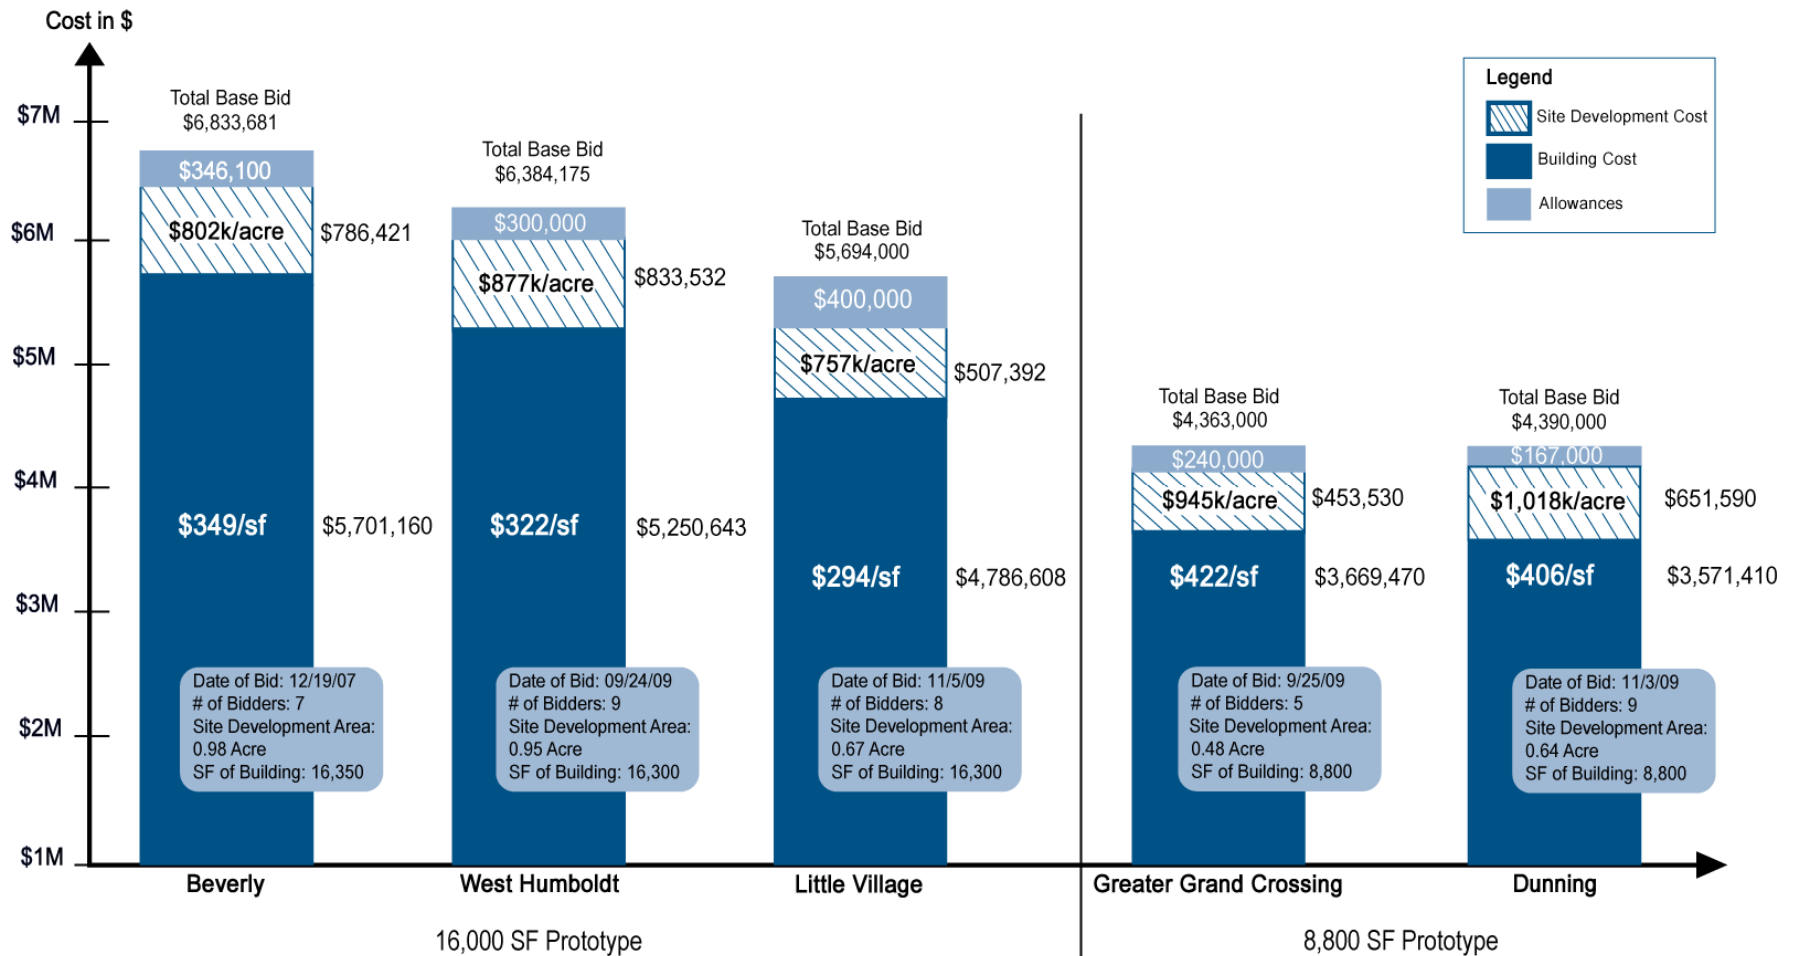 Cost in $
$7M
$6M
$5M
$4M
$3M
$2M
$1M
Total Base Bid
$6,833,681
$346,100
$802k/acre
$786,421
$349/sf
$5,701,160
Date of Bid: 12/19/07
# of Bidders: 7
Site Development Area:
0.98 Acre
SF of Building: 16,350
Beverly
Total Base Bid
$6,384,175
$300,000
$877k/acre
$833,532
$322/sf
$5,250,643
Date of Bid: 09/24/09
# of Bidders: 9
Site Development Area:
0.95 Acre
SF of Building: 16,300
West Humboldt
Total Base Bid
$5,694,000
$400,000
$757k/acre
$507,392
$294/sf
$4,786,608
Date of Bid: 11/5/09
# of Bidders: 8
Site Development Area:
0.67 Acre
SF of Building: 16,300
Little Village
16,000 SF Prototype
Total Base Bid
$4,363,000
$240,000
$945k/acre
$453,530
$422/sf
$3,669,470
Date of Bid: 9/25/09
# of Bidders: 5
Site Development Area:
0.48 Acre
SF of Building: 8,800
Greater Grand Crossing
Total Base Bid
$4,390,000
$167,000
$1,018k/acre
$651,590
$406/sf
$3,571,410
Date of Bid: 11/3/09
# of Bidders: 9
Site Development Area:
0.64 Acre
SF of Building: 8,800
Dunning
8,800 SF Prototype
Legend
Site Development Cost
Building Cost
Allowances